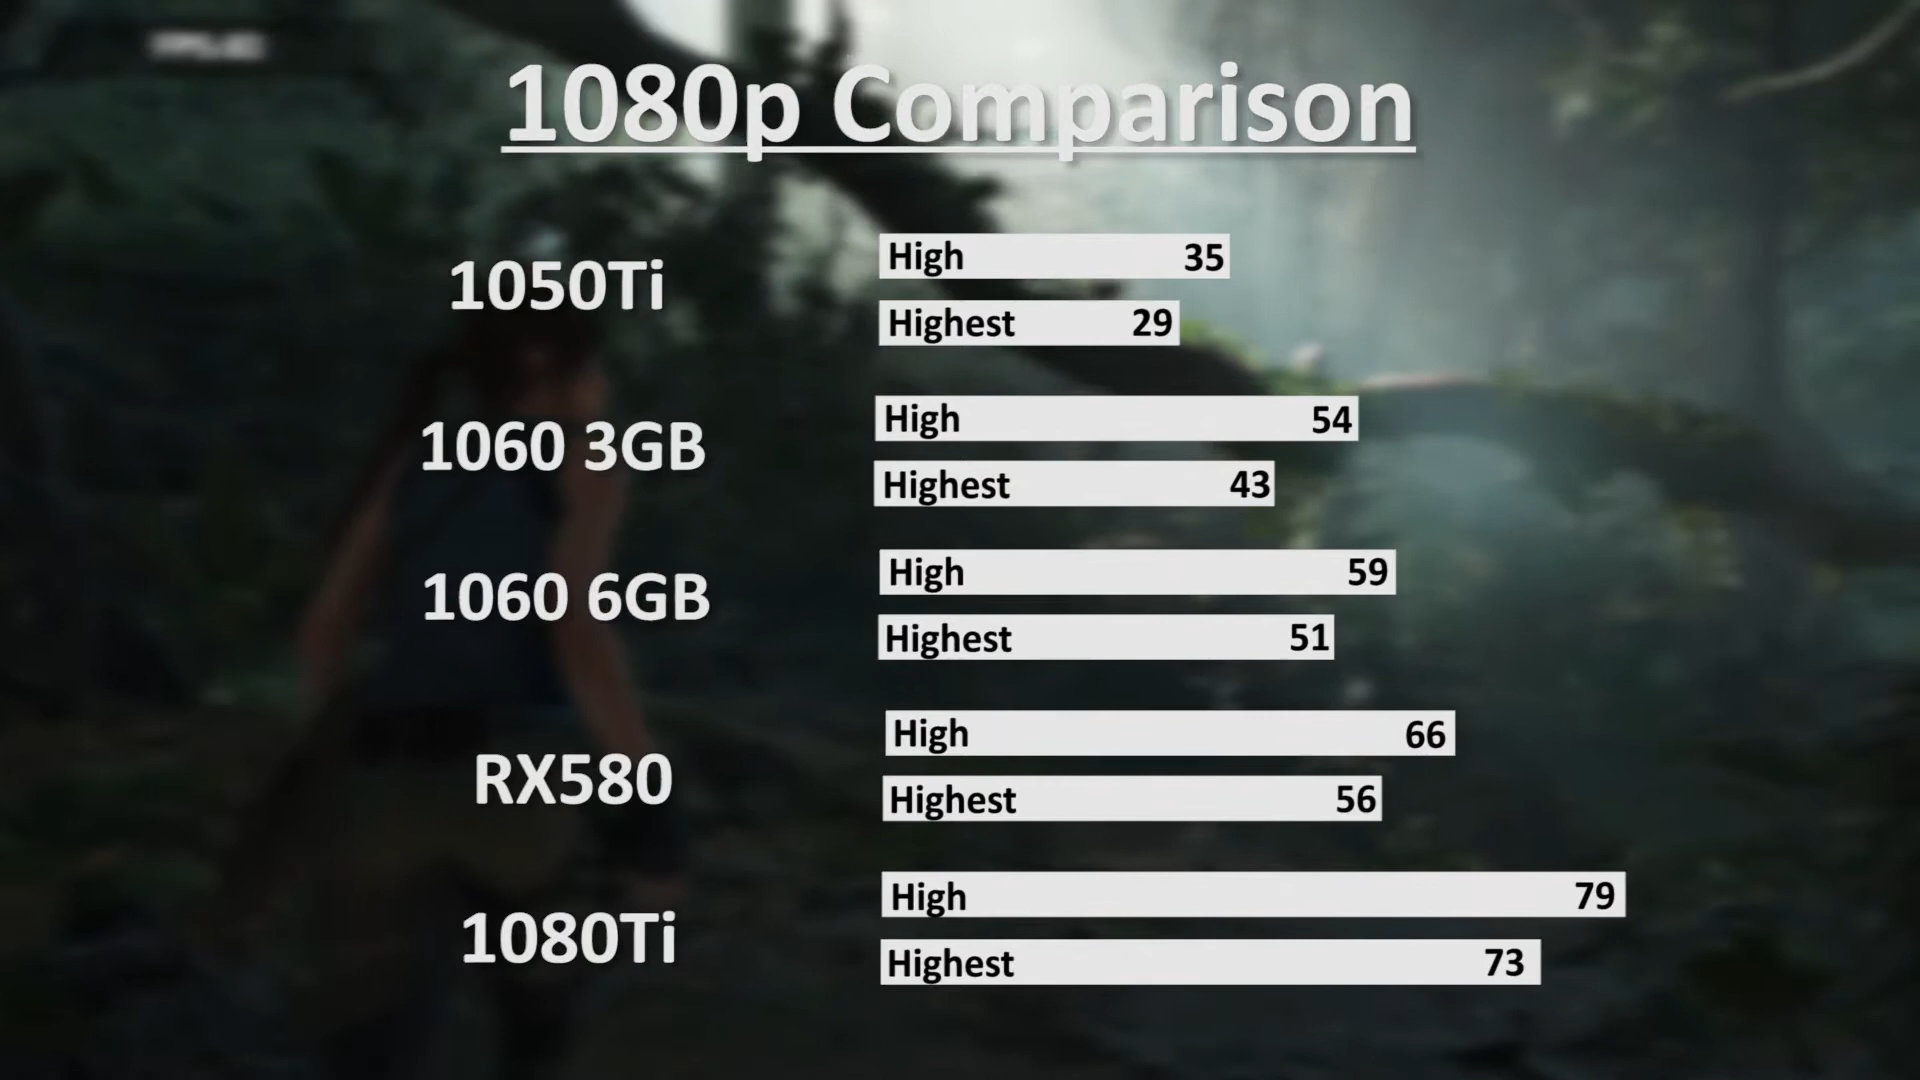 1080p Comparison
1050Ti
High 35
Highest 29
1060 3GB
High 54
Highest 43
1060 6GB
High 59
Highest 51
RX580
High 66
Highest 56
1080Ti
High 79
Highest 73